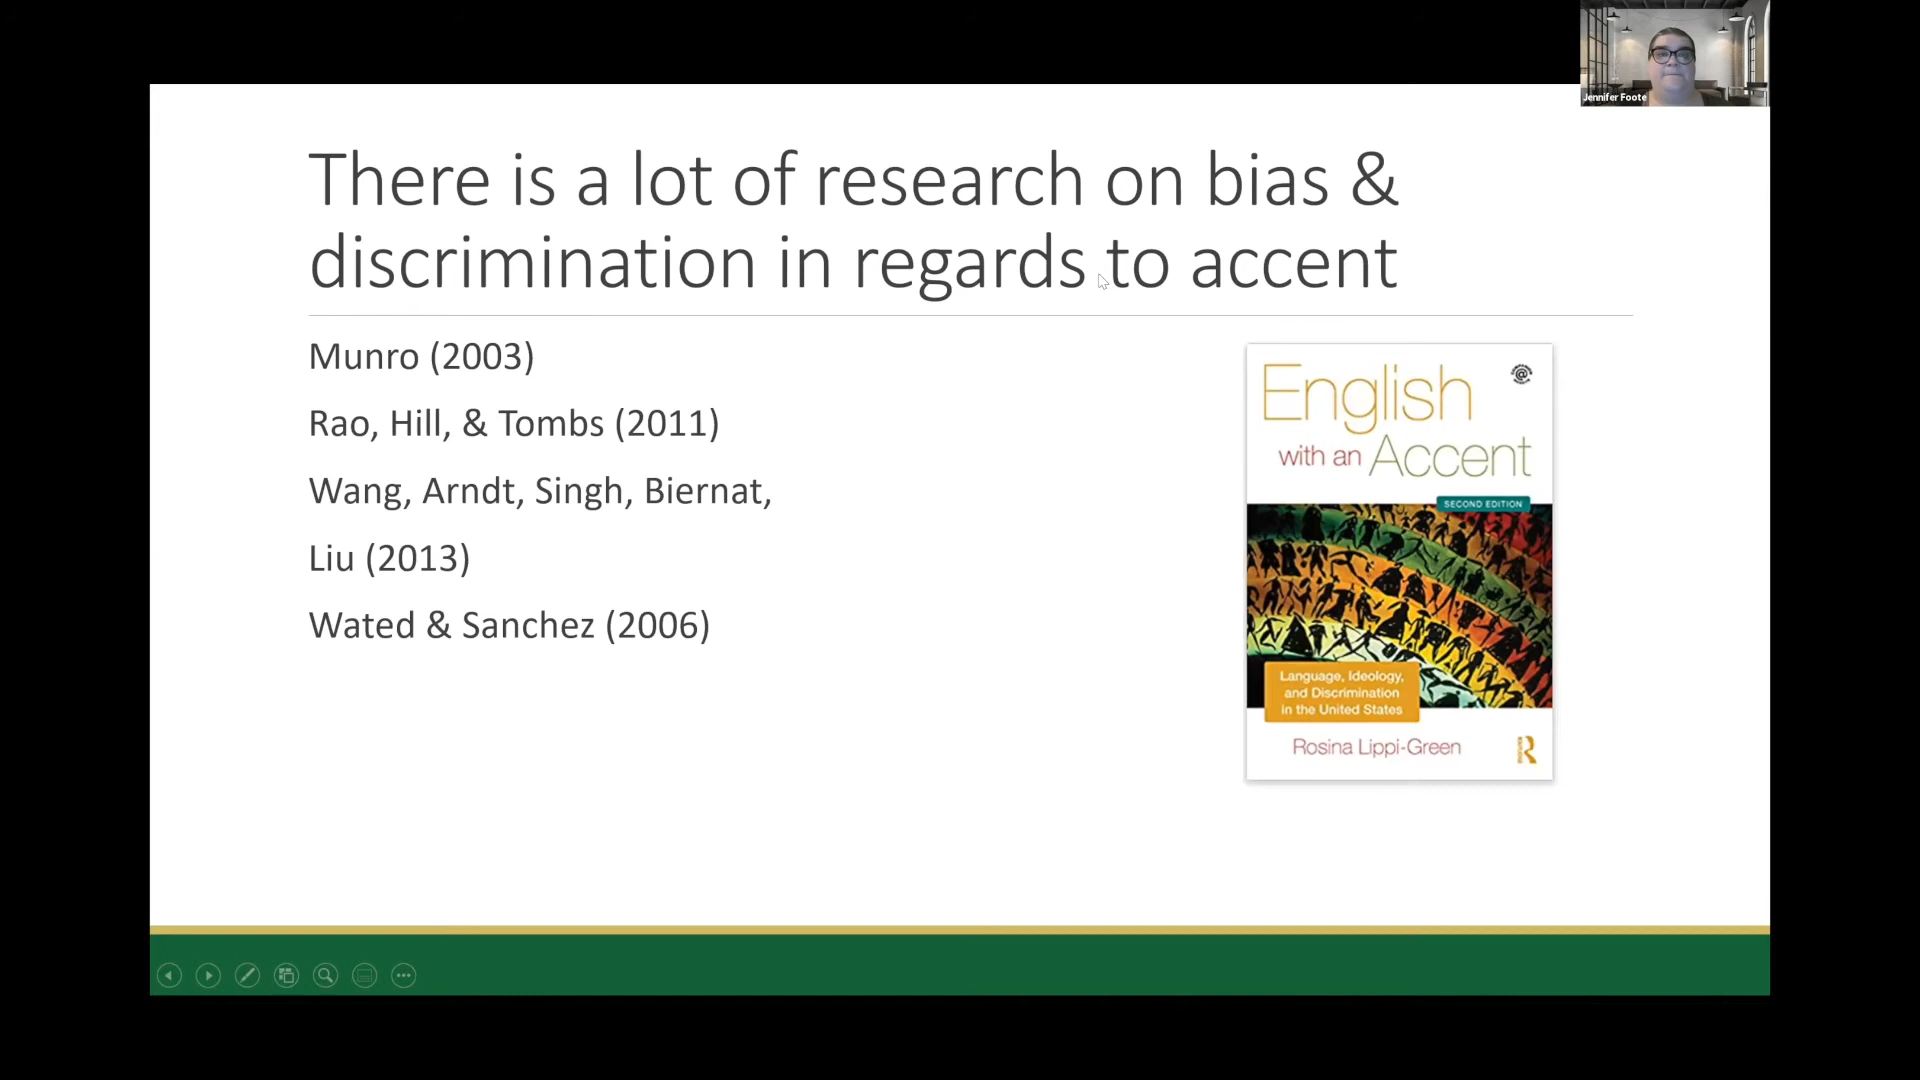 Jennifer Foote
There is a lot of research on bias &
discrimination in regards to accent
Munro (2003)
Rao, Hill, & Tombs (2011)
Wang, Arndt, Singh, Biernat,
Liu (2013)
Wated & Sanchez (2006)
English
with an Accent
SECOND EDITION
Language, Ideology,
and Discrimination
in the United States
Rosina Lippi-Green